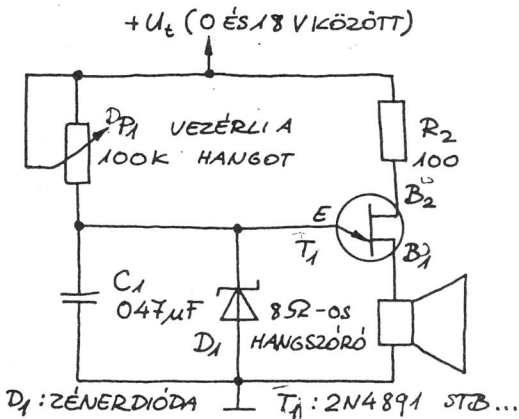 +Ut (0 ÉS 18 V KÖZÖTT)
P1 VEZÉRLI A
100K HANGOT
R2
100
B2
E
T1
B1
C1
047µF
8Ω-os
D1 HANGSZÓRÓ
D1: ZÉNERDIÓDA T1: 2N4891 STB...